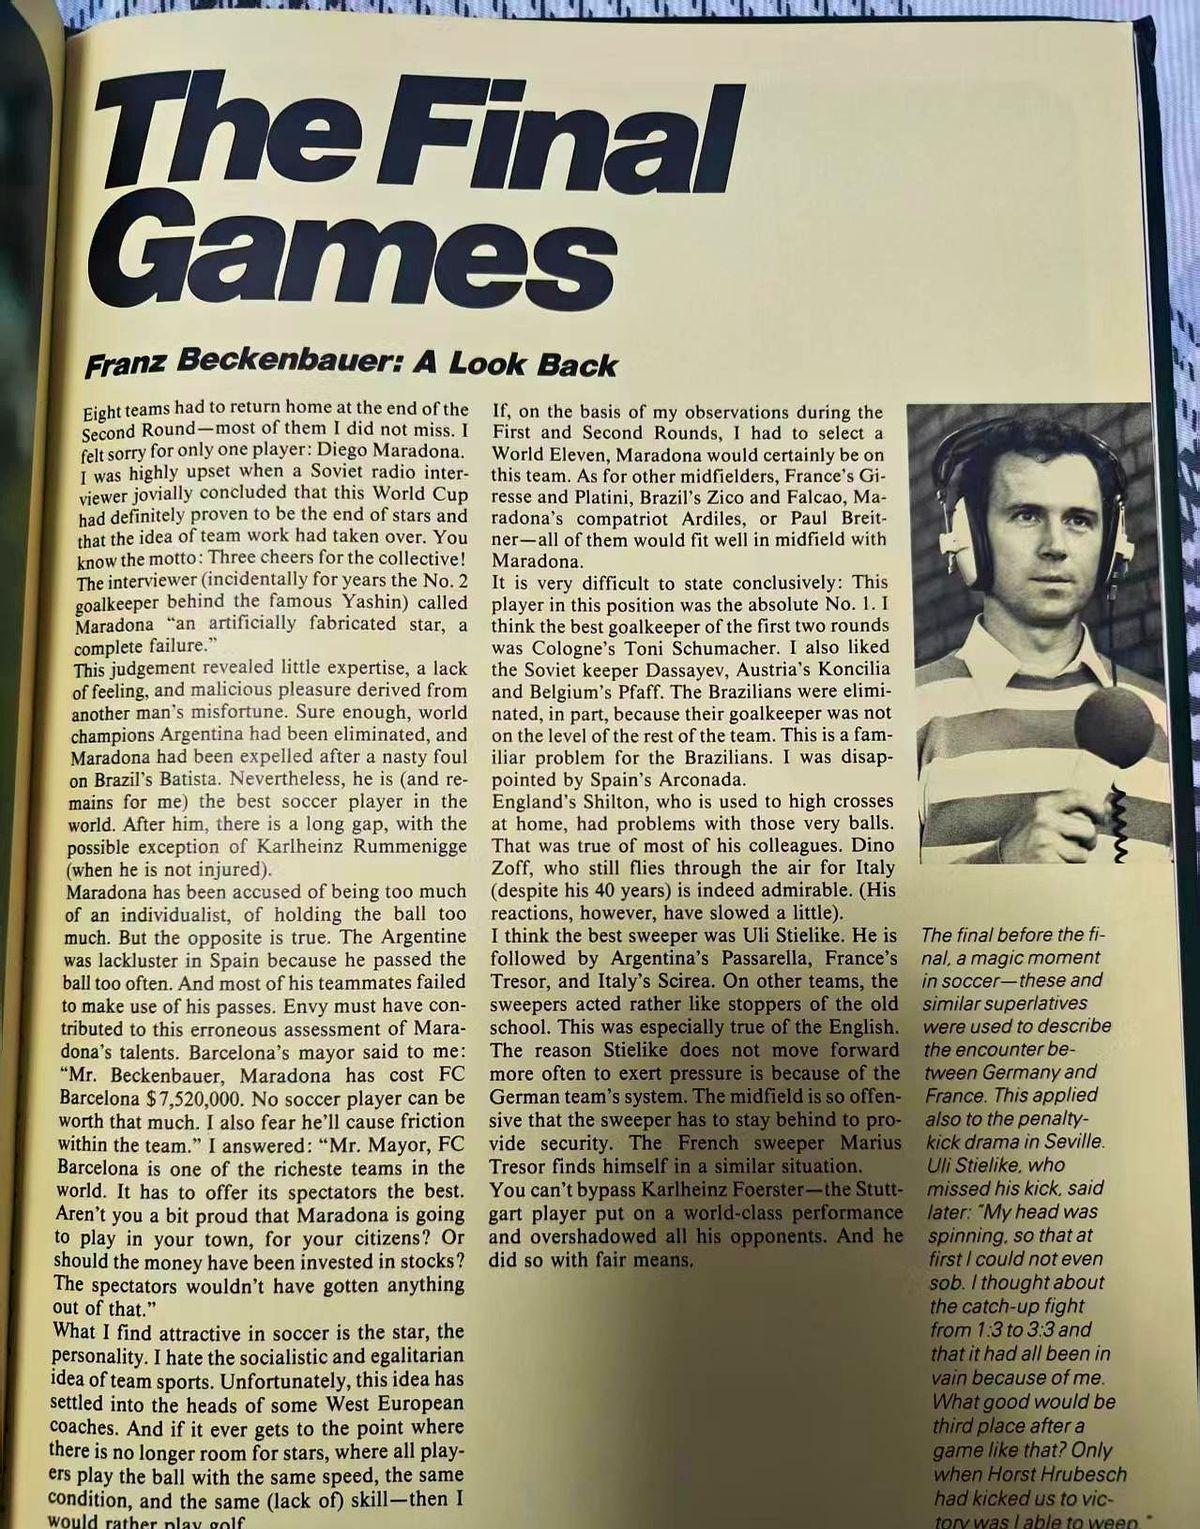 The Final
Games
Franz Beckenbauer: A Look Back
Eight teams had to return home at the end of the
Second Round—most of them I did not miss. I
felt sorry for only one player: Diego Maradona.
I was highly upset when a Soviet radio inter-
viewer jovially concluded that this World Cup
had definitely proven to be the end of stars and
that the idea of team work had taken over. You
know the motto: Three cheers for the collective!
The interviewer (incidentally for years the No. 2
goalkeeper behind the famous Yashin) called
Maradona “an artificially fabricated star, a
complete failure.”
This judgement revealed little expertise, a lack
of feeling, and malicious pleasure derived from
another man’s misfortune. Sure enough, world
champions Argentina had been eliminated, and
Maradona had been expelled after a nasty foul
on Brazil’s Batista. Nevertheless, he is (and re-
mains for me) the best soccer player in the
world. After him, there is a long gap, with the
possible exception of Karlheinz Rummenigge
(when he is not injured).
Maradona has been accused of being too much
of an individualist, of holding the ball too
much. But the opposite is true. The Argentine
was lackluster in Spain because he passed the
ball too often. And most of his teammates failed
to make use of his passes. Envy must have con-
tributed to this erroneous assessment of Mara-
dona’s talents. Barcelona’s mayor said to me:
“Mr. Beckenbauer, Maradona has cost FC
Barcelona $7,520,000. No soccer player can be
worth that much. I also fear he’ll cause friction
within the team.” I answered: “Mr. Mayor, FC
Barcelona is one of the richeste teams in the
world. It has to offer its spectators the best.
Aren’t you a bit proud that Maradona is going
to play in your town, for your citizens? Or
should the money have been invested in stocks?
The spectators wouldn’t have gotten anything
out of that.”
What I find attractive in soccer is the star, the
personality. I hate the socialistic and egalitarian
idea of team sports. Unfortunately, this idea has
settled into the heads of some West European
coaches. And if it ever gets to the point where
there is no longer room for stars, where all play-
ers play the ball with the same speed, the same
condition, and the same (lack of) skill—then I
would rather play golf
If, on the basis of my observations during the
First and Second Rounds, I had to select a
World Eleven, Maradona would certainly be on
this team. As for other midfielders, France’s Gi-
resse and Platini, Brazil’s Zico and Falcao, Ma-
radona’s compatriot Ardiles, or Paul Breit-
ner—all of them would fit well in midfield with
Maradona.
It is very difficult to state conclusively: This
player in this position was the absolute No. 1. I
think the best goalkeeper of the first two rounds
was Cologne’s Toni Schumacher. I also liked
the Soviet keeper Dassayev, Austria’s Koncilia
and Belgium’s Pfaff. The Brazilians were elimi-
nated, in part, because their goalkeeper was not
on the level of the rest of the team. This is a fam-
iliar problem for the Brazilians. I was disap-
pointed by Spain’s Arconada.
England’s Shilton, who is used to high crosses
at home, had problems with those very balls.
That was true of most of his colleagues. Dino
Zoff, who still flies through the air for Italy
(despite his 40 years) is indeed admirable. (His
reactions, however, have slowed a little).
I think the best sweeper was Uli Stielike. He is
followed by Argentina’s Passarella, France’s
Tresor, and Italy’s Scirea. On other teams, the
sweepers acted rather like stoppers of the old
school. This was especially true of the English.
The reason Stielike does not move forward
more often to exert pressure is because of the
German team’s system. The midfield is so offen-
sive that the sweeper has to stay behind to pro-
vide security. The French sweeper Marius
Tresor finds himself in a similar situation.
You can’t bypass Karlheinz Foerster—the Stutt-
gart player put on a world-class performance
and overshadowed all his opponents. And he
did so with fair means.
The final before the fi-
nal, a magic moment
in soccer—these and
similar superlatives
were used to describe
the encounter be-
tween Germany and
France. This applied
also to the penalty-
kick drama in Seville.
Uli Stielike, who
missed his kick, said
later: “My head was
spinning, so that at
first I could not even
sob. I thought about
the catch-up fight
from 1:3 to 3:3 and
that it had all been in
vain because of me.
What good would be
third place after a
game like that? Only
when Horst Hrubesch
had kicked us to vic-
tory was I able to weep.”